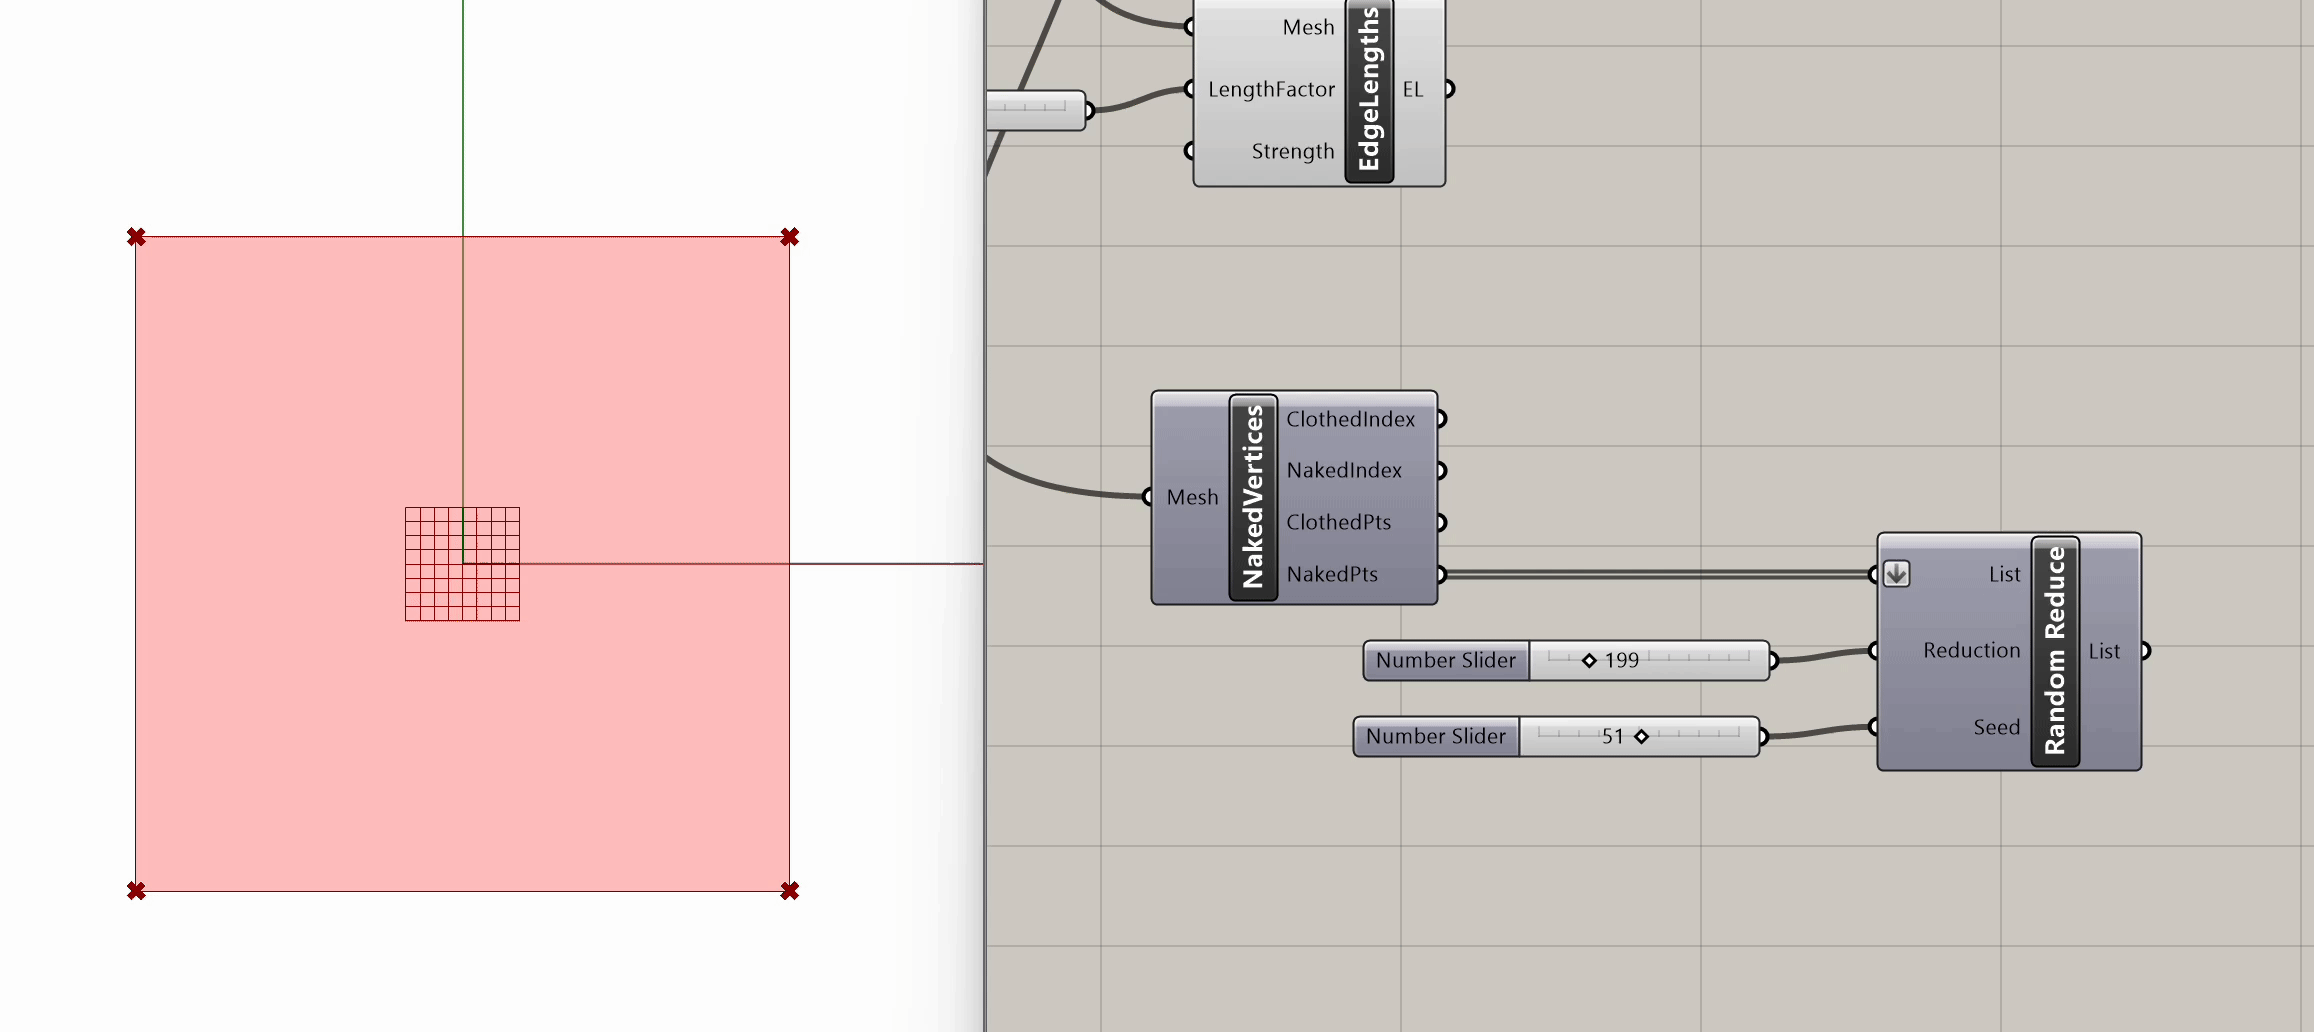 Mesh
LengthFactor
Strength
EdgeLengths
EL
Mesh
NakedVertices
ClothedIndex
NakedIndex
ClothedPts
NakedPts
Number Slider 199
Number Slider 51
List
Reduction
Seed
Random Reduce
List